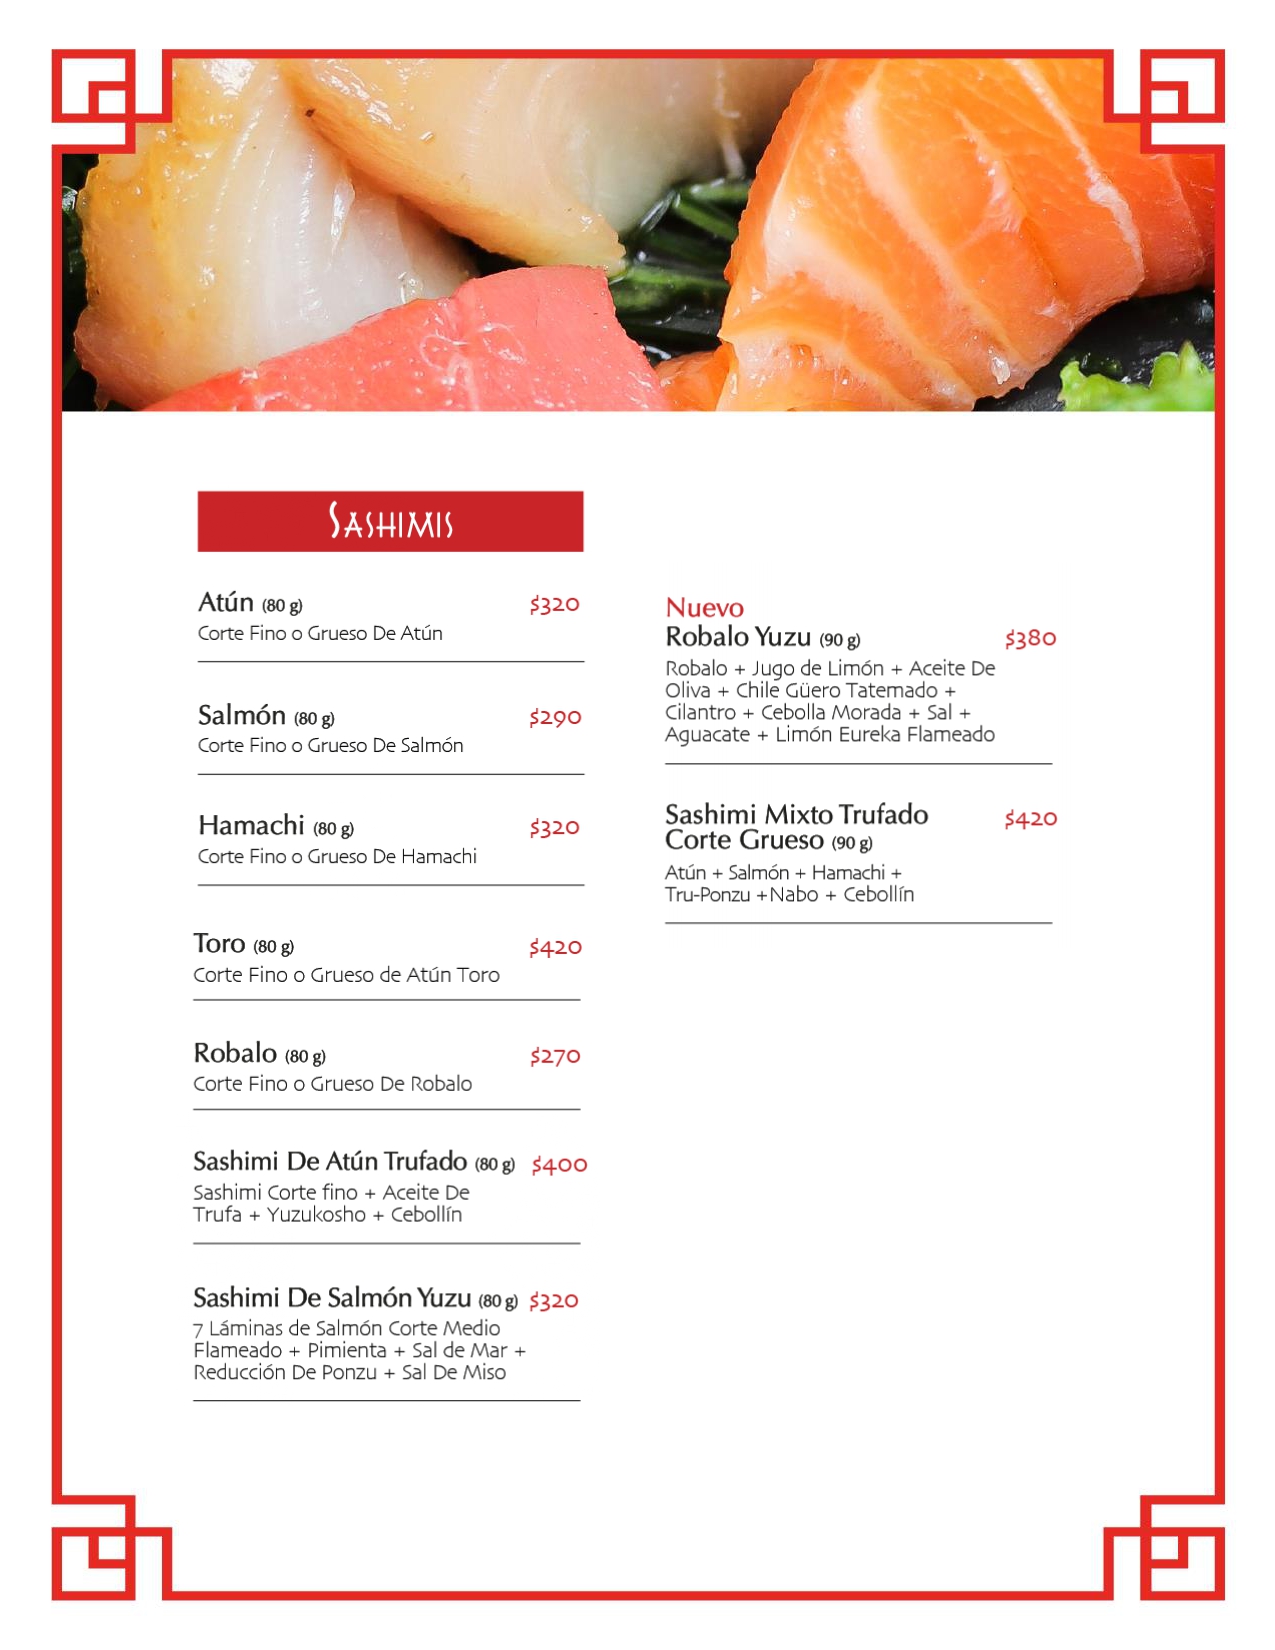 Sashimis
Atún (80 g) $320
Corte Fino o Grueso De Atún
Salmón (80 g) $290
Corte Fino o Grueso De Salmón
Hamachi (80 g) $320
Corte Fino o Grueso De Hamachi
Toro (80 g) $420
Corte Fino o Grueso de Atún Toro
Robalo (80 g) $270
Corte Fino o Grueso De Robalo
Sashimi De Atún Trufado (80 g) $400
Sashimi Corte fino + Aceite De
Trufa + Yuzukosho + Cebollín
Sashimi De Salmón Yuzu (80 g) $320
7 Láminas de Salmón Corte Medio
Flameado + Pimienta + Sal de Mar +
Reducción De Ponzu + Sal De Miso
Nuevo
Robalo Yuzu (90 g) $380
Robalo + Jugo de Limón + Aceite De
Oliva + Chile Güero Tatemado +
Cilantro + Cebolla Morada + Sal +
Aguacate + Limón Eureka Flameado
Sashimi Mixto Trufado $420
Corte Grueso (90 g)
Atún + Salmón + Hamachi +
Tru-Ponzu +Nabo + Cebollín